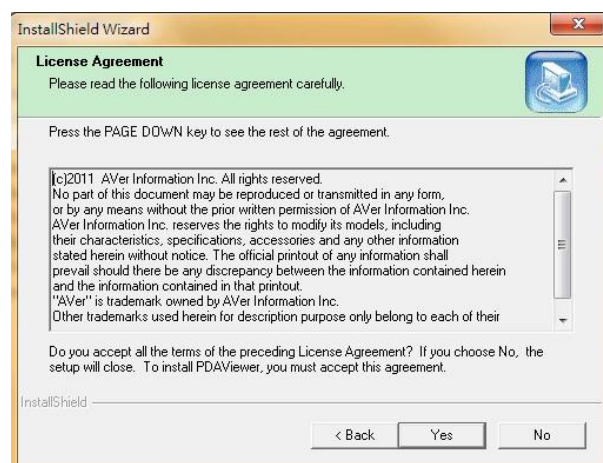 InstallShield Wizard
License Agreement
Please read the following license agreement carefully.
Press the PAGE DOWN key to see the rest of the agreement.
(c)2011 AVer Information Inc. All rights reserved.
No part of this document may be reproduced or transmitted in any form,
or by any means without the prior written permission of AVer Information Inc.
AVer Information Inc. reserves the rights to modify its models, including
their characteristics, specifications, accessories and any other information
stated herein without notice. The official printout of any information shall
prevail should there be any discrepancy between the information contained herein
and the information contained in that printout.
"AVer" is trademark owned by AVer Information Inc.
Other trademarks used herein for description purpose only belong to each of their
Do you accept all the terms of the preceding License Agreement? If you choose No, the
setup will close. To install PDAViewer, you must accept this agreement.
InstallShield
< Back Yes No